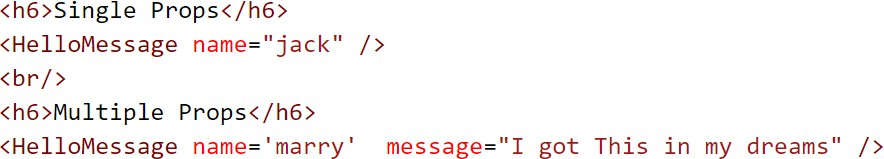 <h6>Single Props</h6>
<HelloMessage name="jack" />
<br/>
<h6>Multiple Props</h6>
<HelloMessage name='marry'  message="I got This in my dreams" />